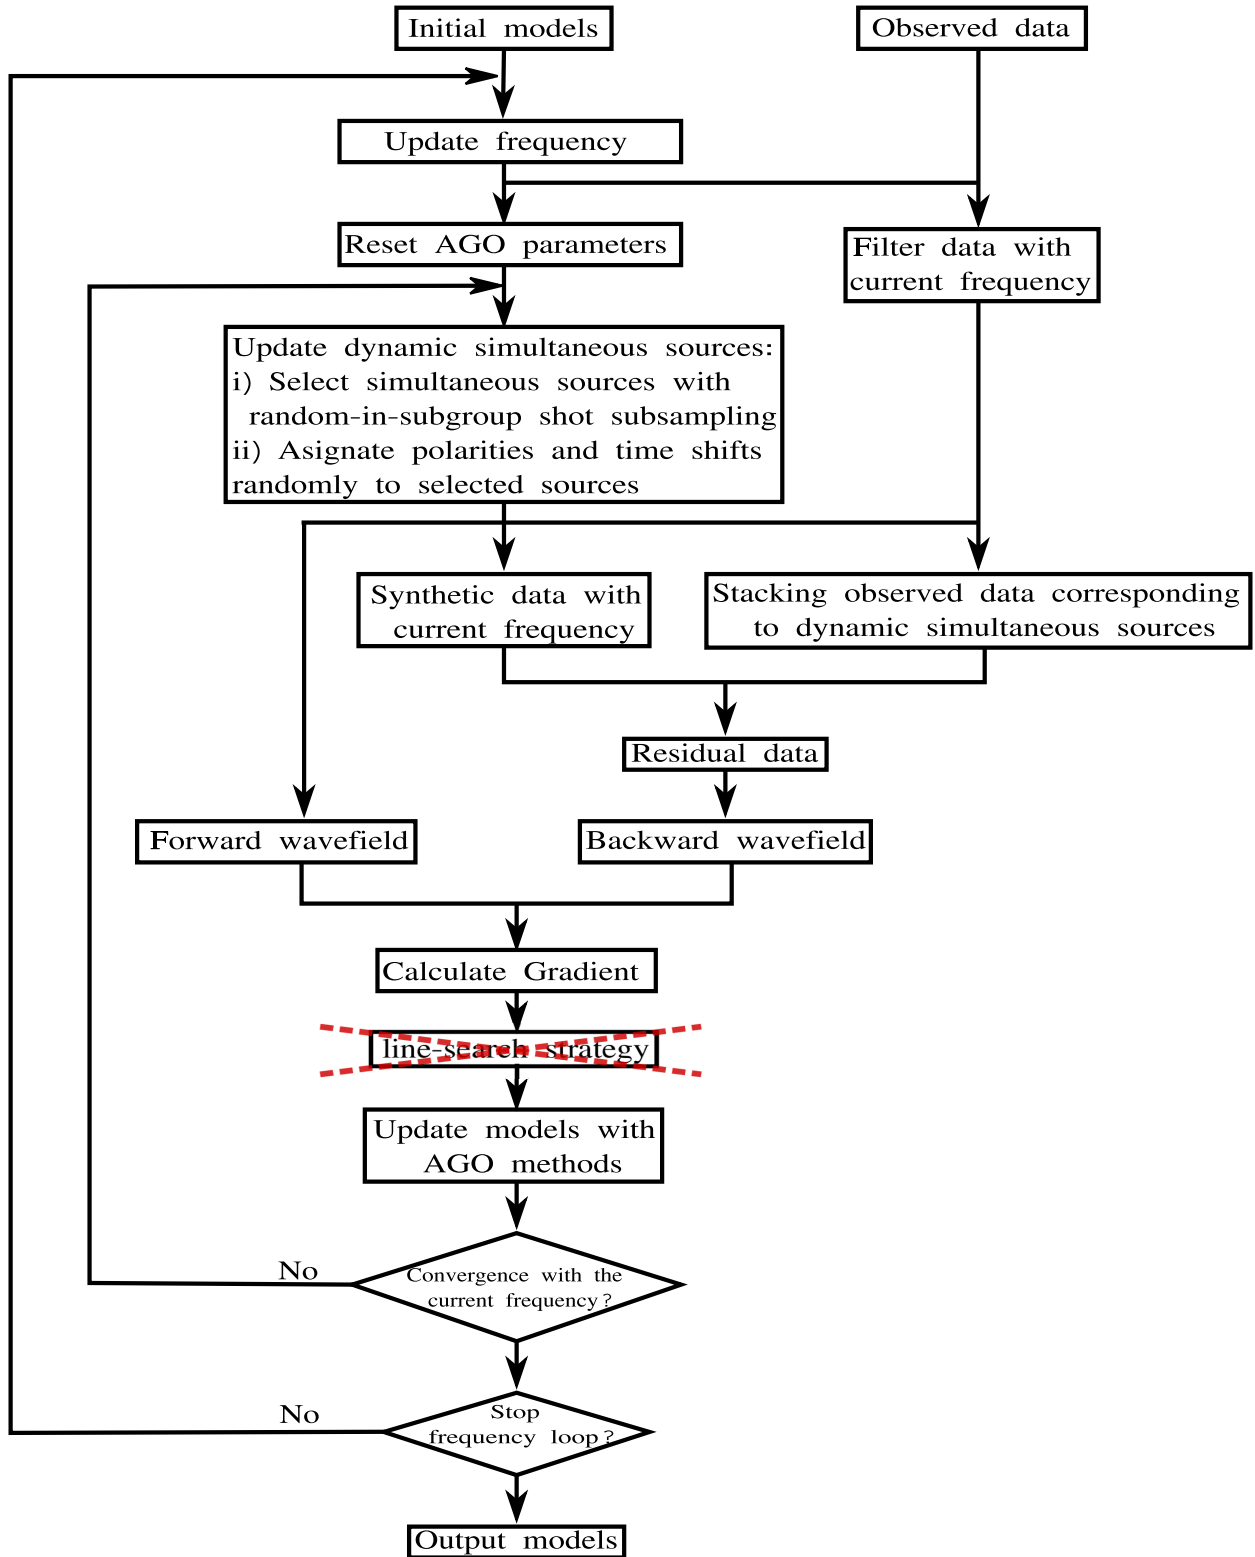 Initial models
Observed data
Update frequency
Reset AGO parameters
Filter data with
current frequency
Update dynamic simultaneous sources:
i) Select simultaneous sources with
random-in-subgroup shot subsampling
ii) Asignate polarities and time shifts
randomly to selected sources
Synthetic data with
current frequency
Stacking observed data corresponding
to dynamic simultaneous sources
Residual data
Forward wavefield
Backward wavefield
Calculate Gradient
line-search strategy
Update models with
AGO methods
No
Convergence with the
current frequency?
No
Stop
frequency loop?
Output models